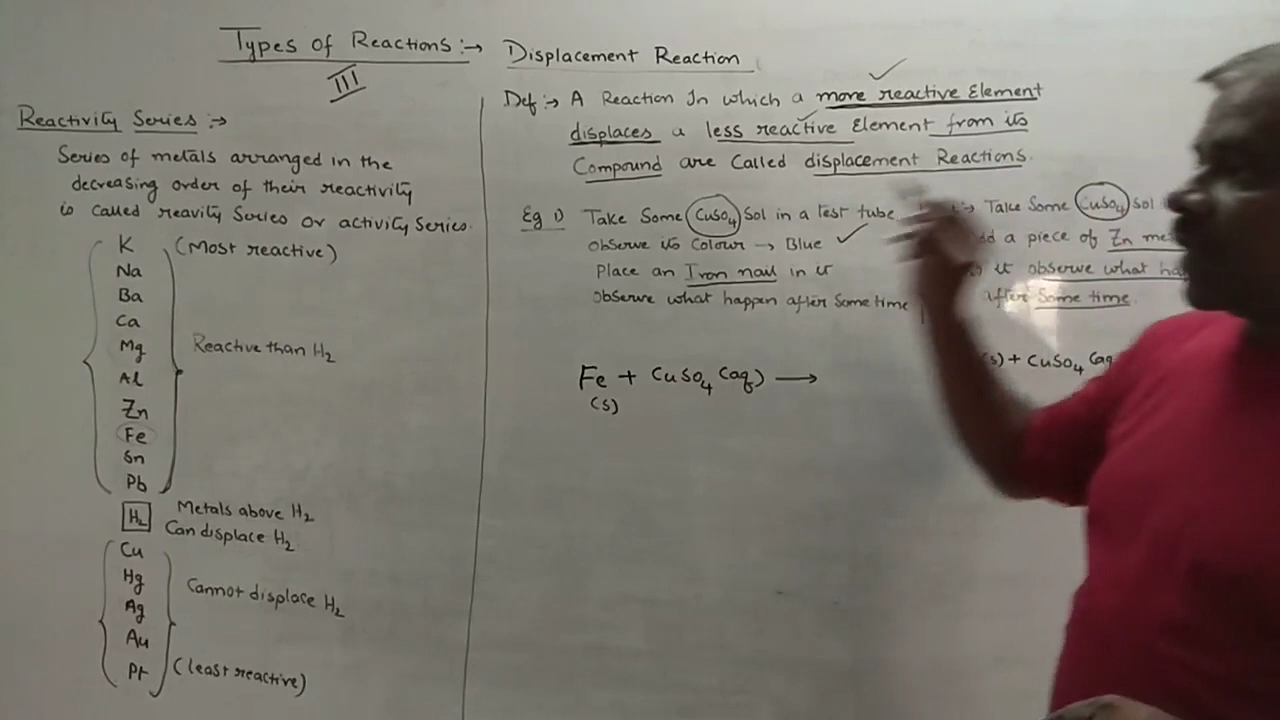 Types of Reactions:→ Displacement Reaction
III
Reactivity Series :→
Series of metals arranged in the
decreasing order of their reactivity
is called reavity Series or activity Series.
K (Most reactive)
Na
Ba
Ca
Mg
Reactive than H₂
Al
Zn
Fe
Sn
Pb
H₂ Metals above H₂
Can displace H₂
Cu
Hg
Cannot displace H₂
Ag
Au
Pt (least reactive)
Def:→ A Reaction In which a more reactive Element
displaces a less reactive Element from its
Compound are Called displacement Reactions.
Eg 1) Take Some CuSO₄ Sol in a test tube
observe its Colour → Blue ✓
Place an Iron nail in it
observe what happen after Some time
Fe + CuSO₄ (aq) →
(s)
Take Some CuSO₄ Sol
a piece of Zn
it observe what
after Some time.
(s) + CuSO₄ (aq